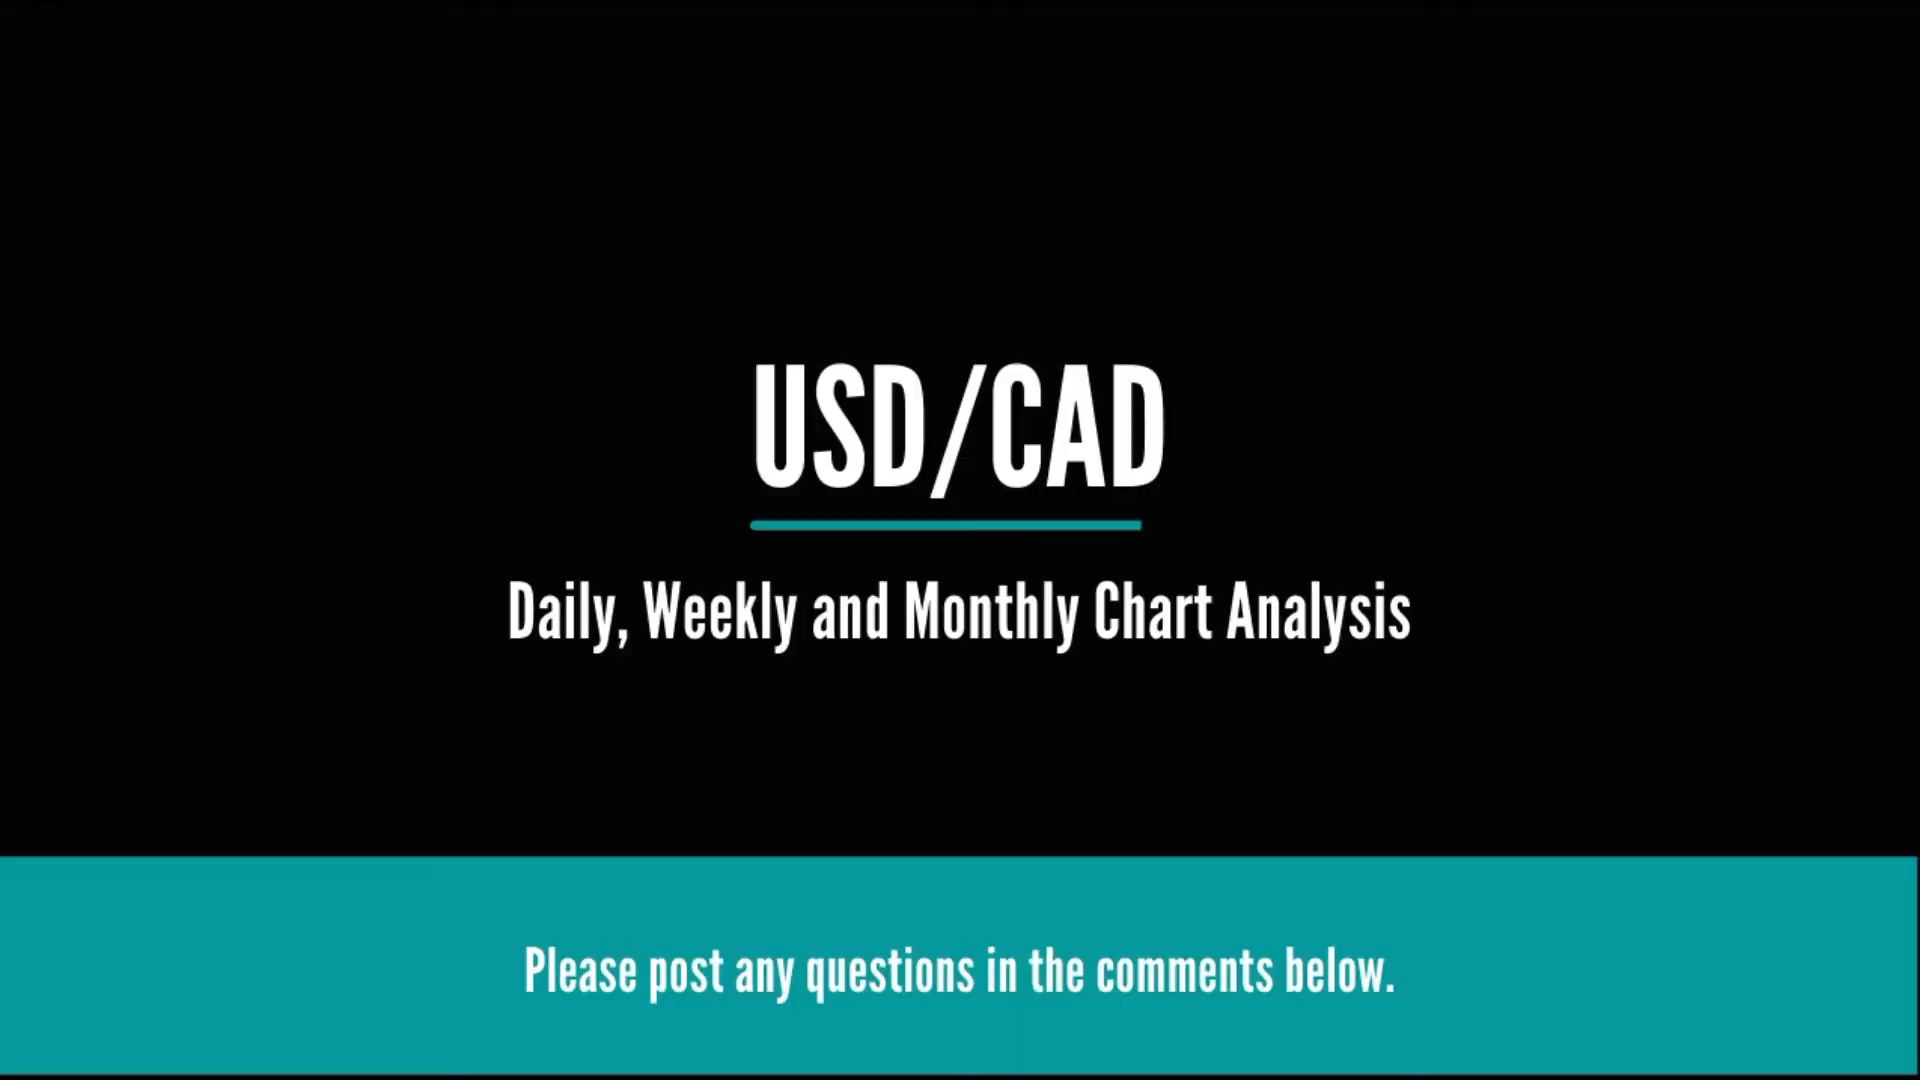 USD/CAD
Daily, Weekly and Monthly Chart Analysis
Please post any questions in the comments below.